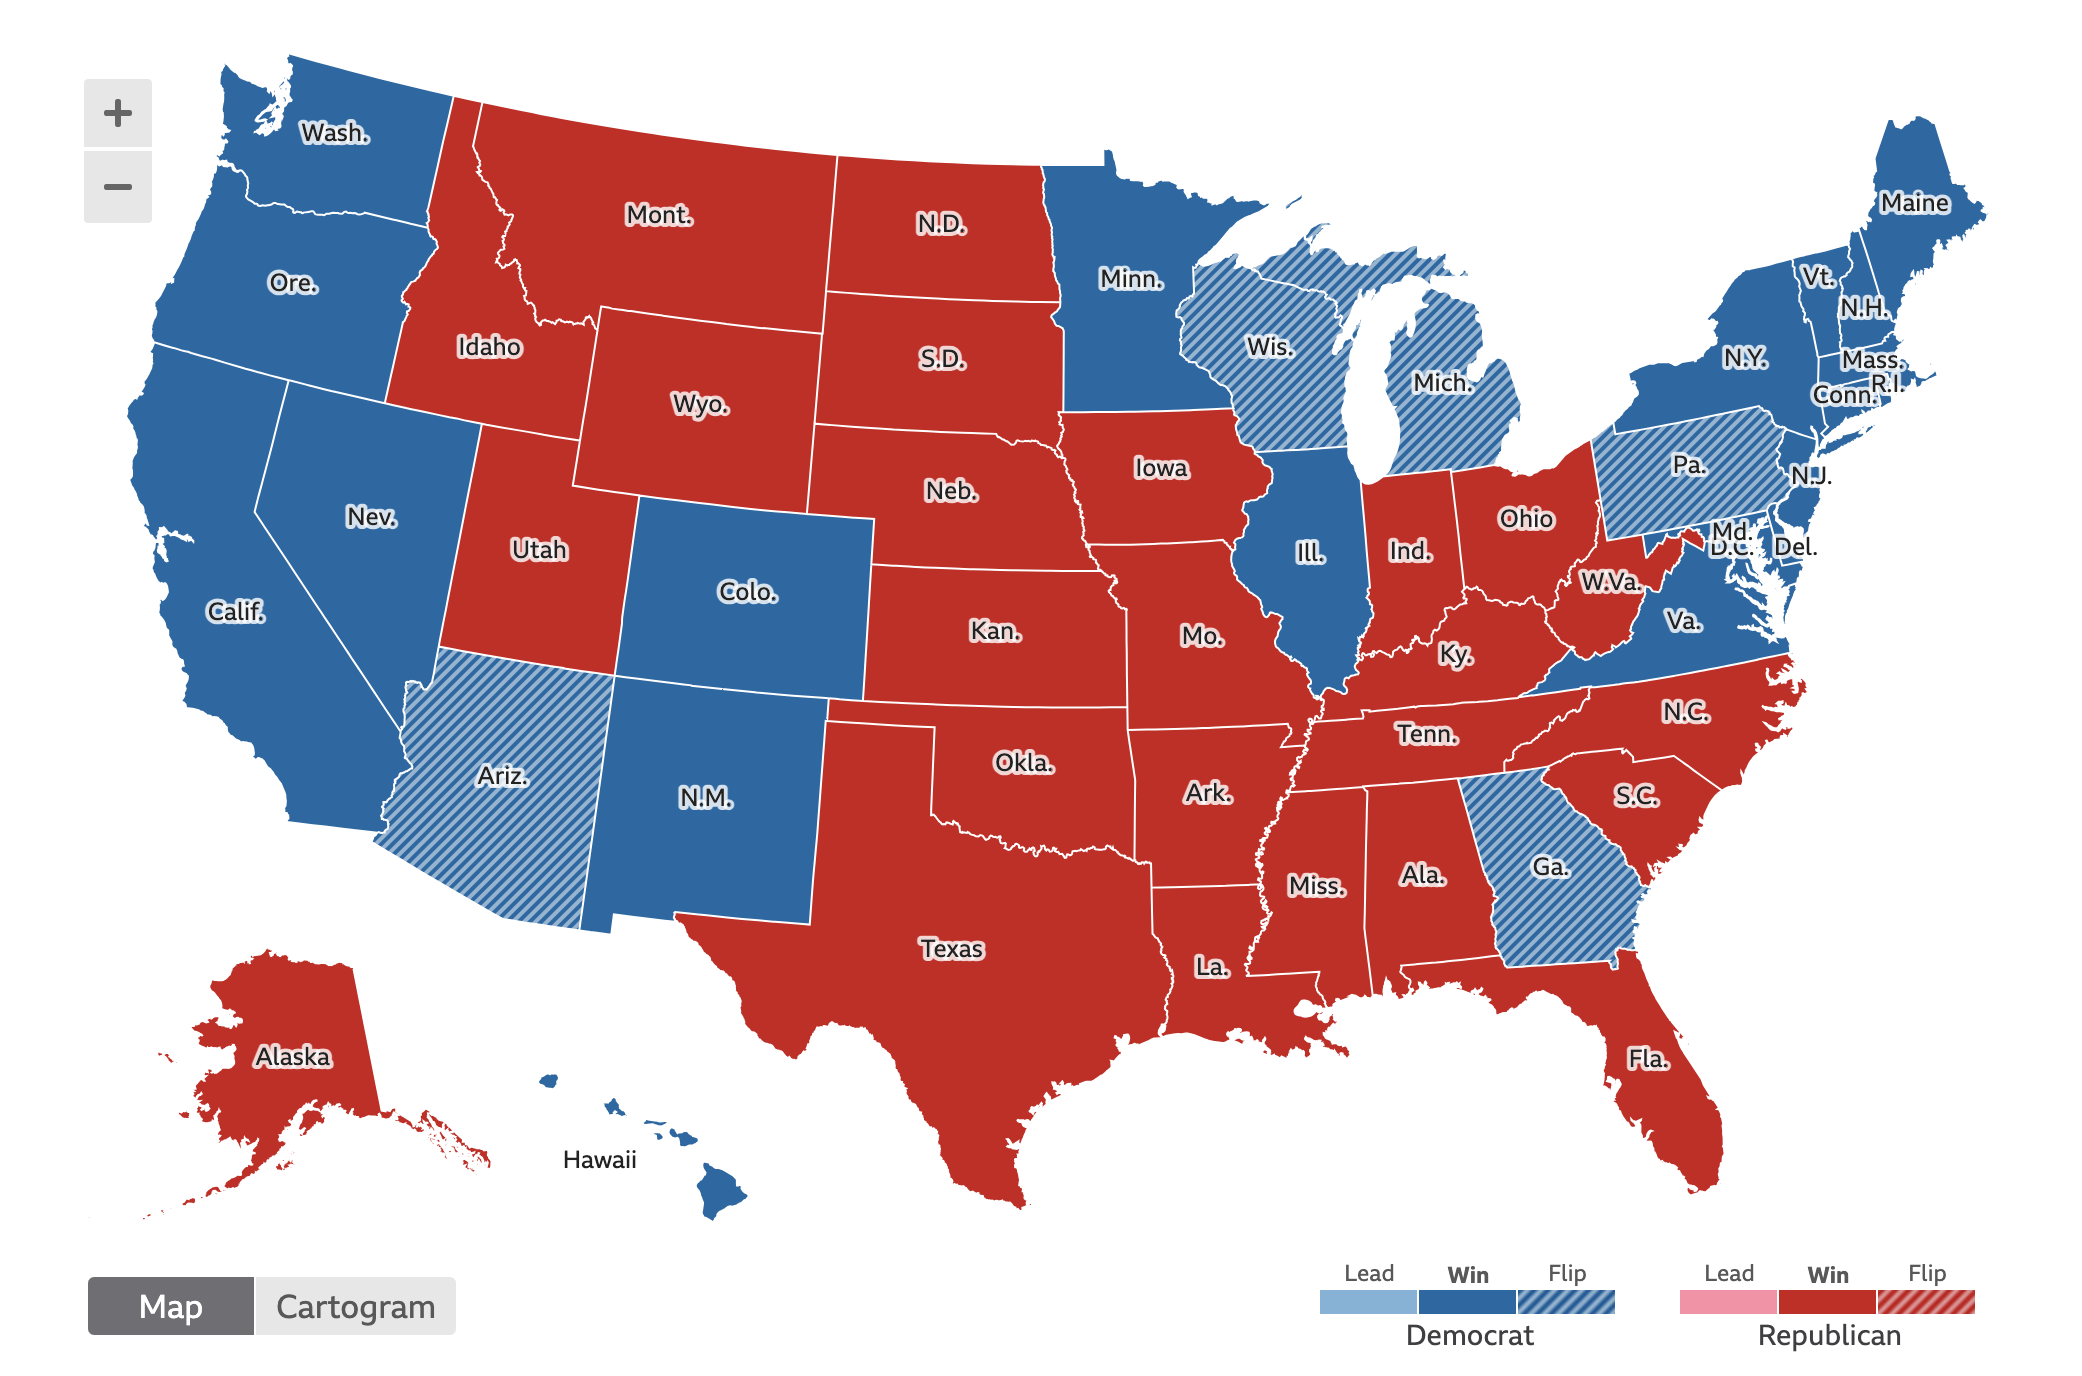 +
−
Wash.
Ore.
Idaho
Mont.
N.D.
Minn.
Wis.
Mich.
Maine
Vt.
N.H.
N.Y.
Mass.
R.I.
Conn.
Wyo.
S.D.
Neb.
Iowa
Ohio
Pa.
N.J.
Md.
D.C.
Del.
Calif.
Nev.
Utah
Colo.
Kan.
Mo.
Ill.
Ind.
W.Va.
Va.
Ky.
Ariz.
N.M.
Okla.
Ark.
Tenn.
N.C.
S.C.
Texas
La.
Miss.
Ala.
Ga.
Fla.
Alaska
Hawaii
Map Cartogram
Lead Win Flip
Democrat
Lead Win Flip
Republican